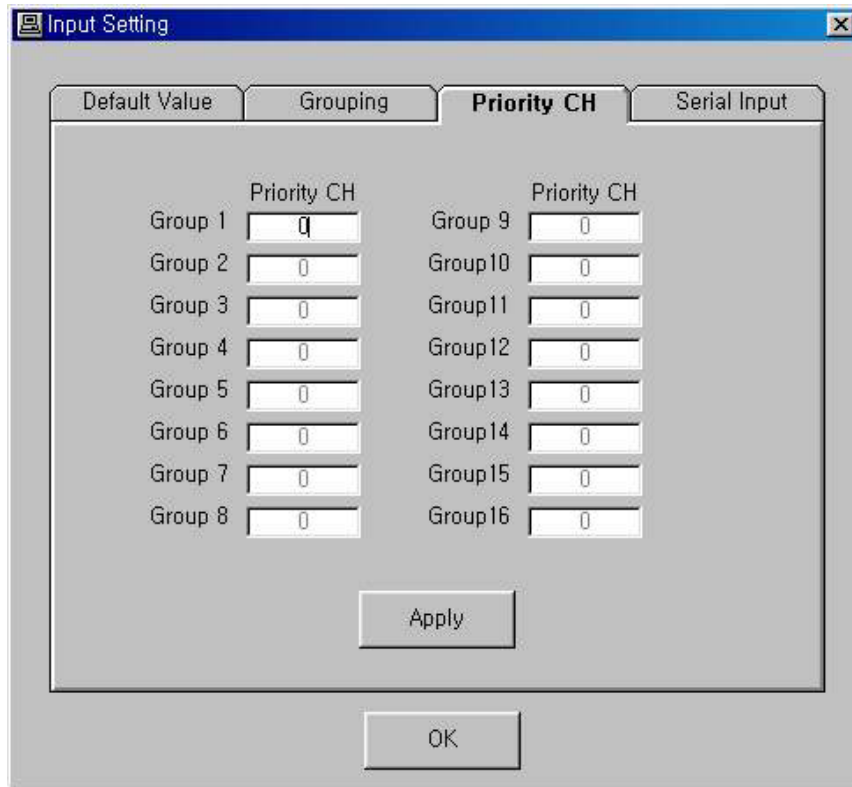 Input Setting
Default Value Grouping Priority CH Serial Input
Priority CH Priority CH
Group 1 0 Group 9 0
Group 2 0 Group10 0
Group 3 0 Group11 0
Group 4 0 Group12 0
Group 5 0 Group13 0
Group 6 0 Group14 0
Group 7 0 Group15 0
Group 8 0 Group16 0
Apply
OK